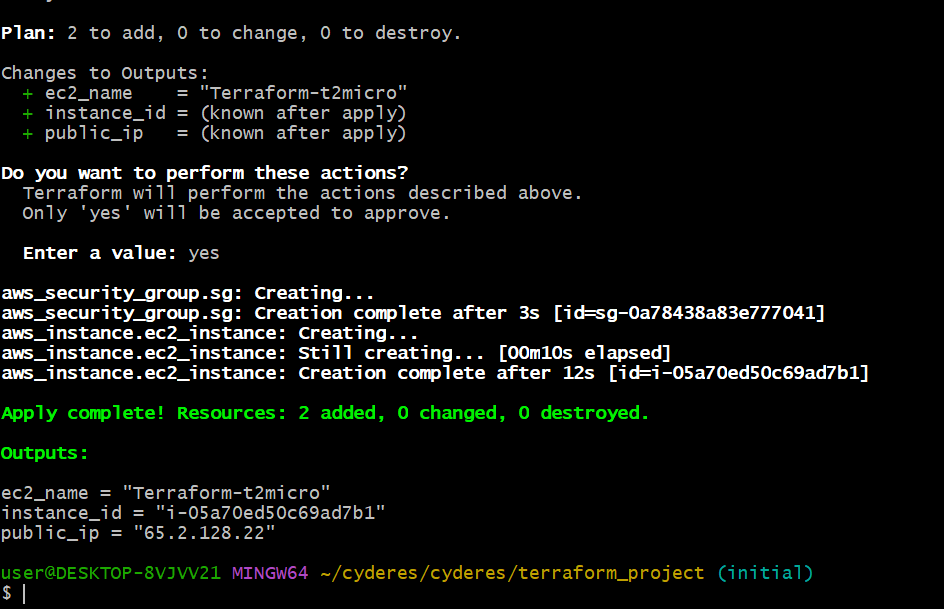 Plan: 2 to add, 0 to change, 0 to destroy.
Changes to Outputs:
+ ec2_name = "Terraform-t2micro"
+ instance_id = (known after apply)
+ public_ip = (known after apply)
Do you want to perform these actions?
Terraform will perform the actions described above.
Only 'yes' will be accepted to approve.
Enter a value: yes
aws_security_group.sg: Creating...
aws_security_group.sg: Creation complete after 3s [id=sg-0a78438a83e777041]
aws_instance.ec2_instance: Creating...
aws_instance.ec2_instance: Still creating... [00m10s elapsed]
aws_instance.ec2_instance: Creation complete after 12s [id=i-05a70ed50c69ad7b1]
Apply complete! Resources: 2 added, 0 changed, 0 destroyed.
Outputs:
ec2_name = "Terraform-t2micro"
instance_id = "i-05a70ed50c69ad7b1"
public_ip = "65.2.128.22"
user@DESKTOP-8VJVV21 MINGW64 ~/cyderes/cyderes/terraform_project (initial)
$